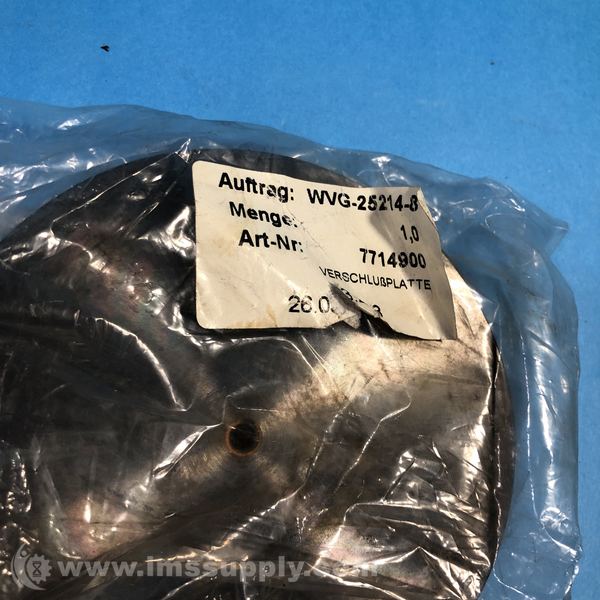 Auftrag: WVG-25214-8
Menge: 1,0
Art-Nr: 7714900
VERSCHLUßPLATTE
www.imssupply.com